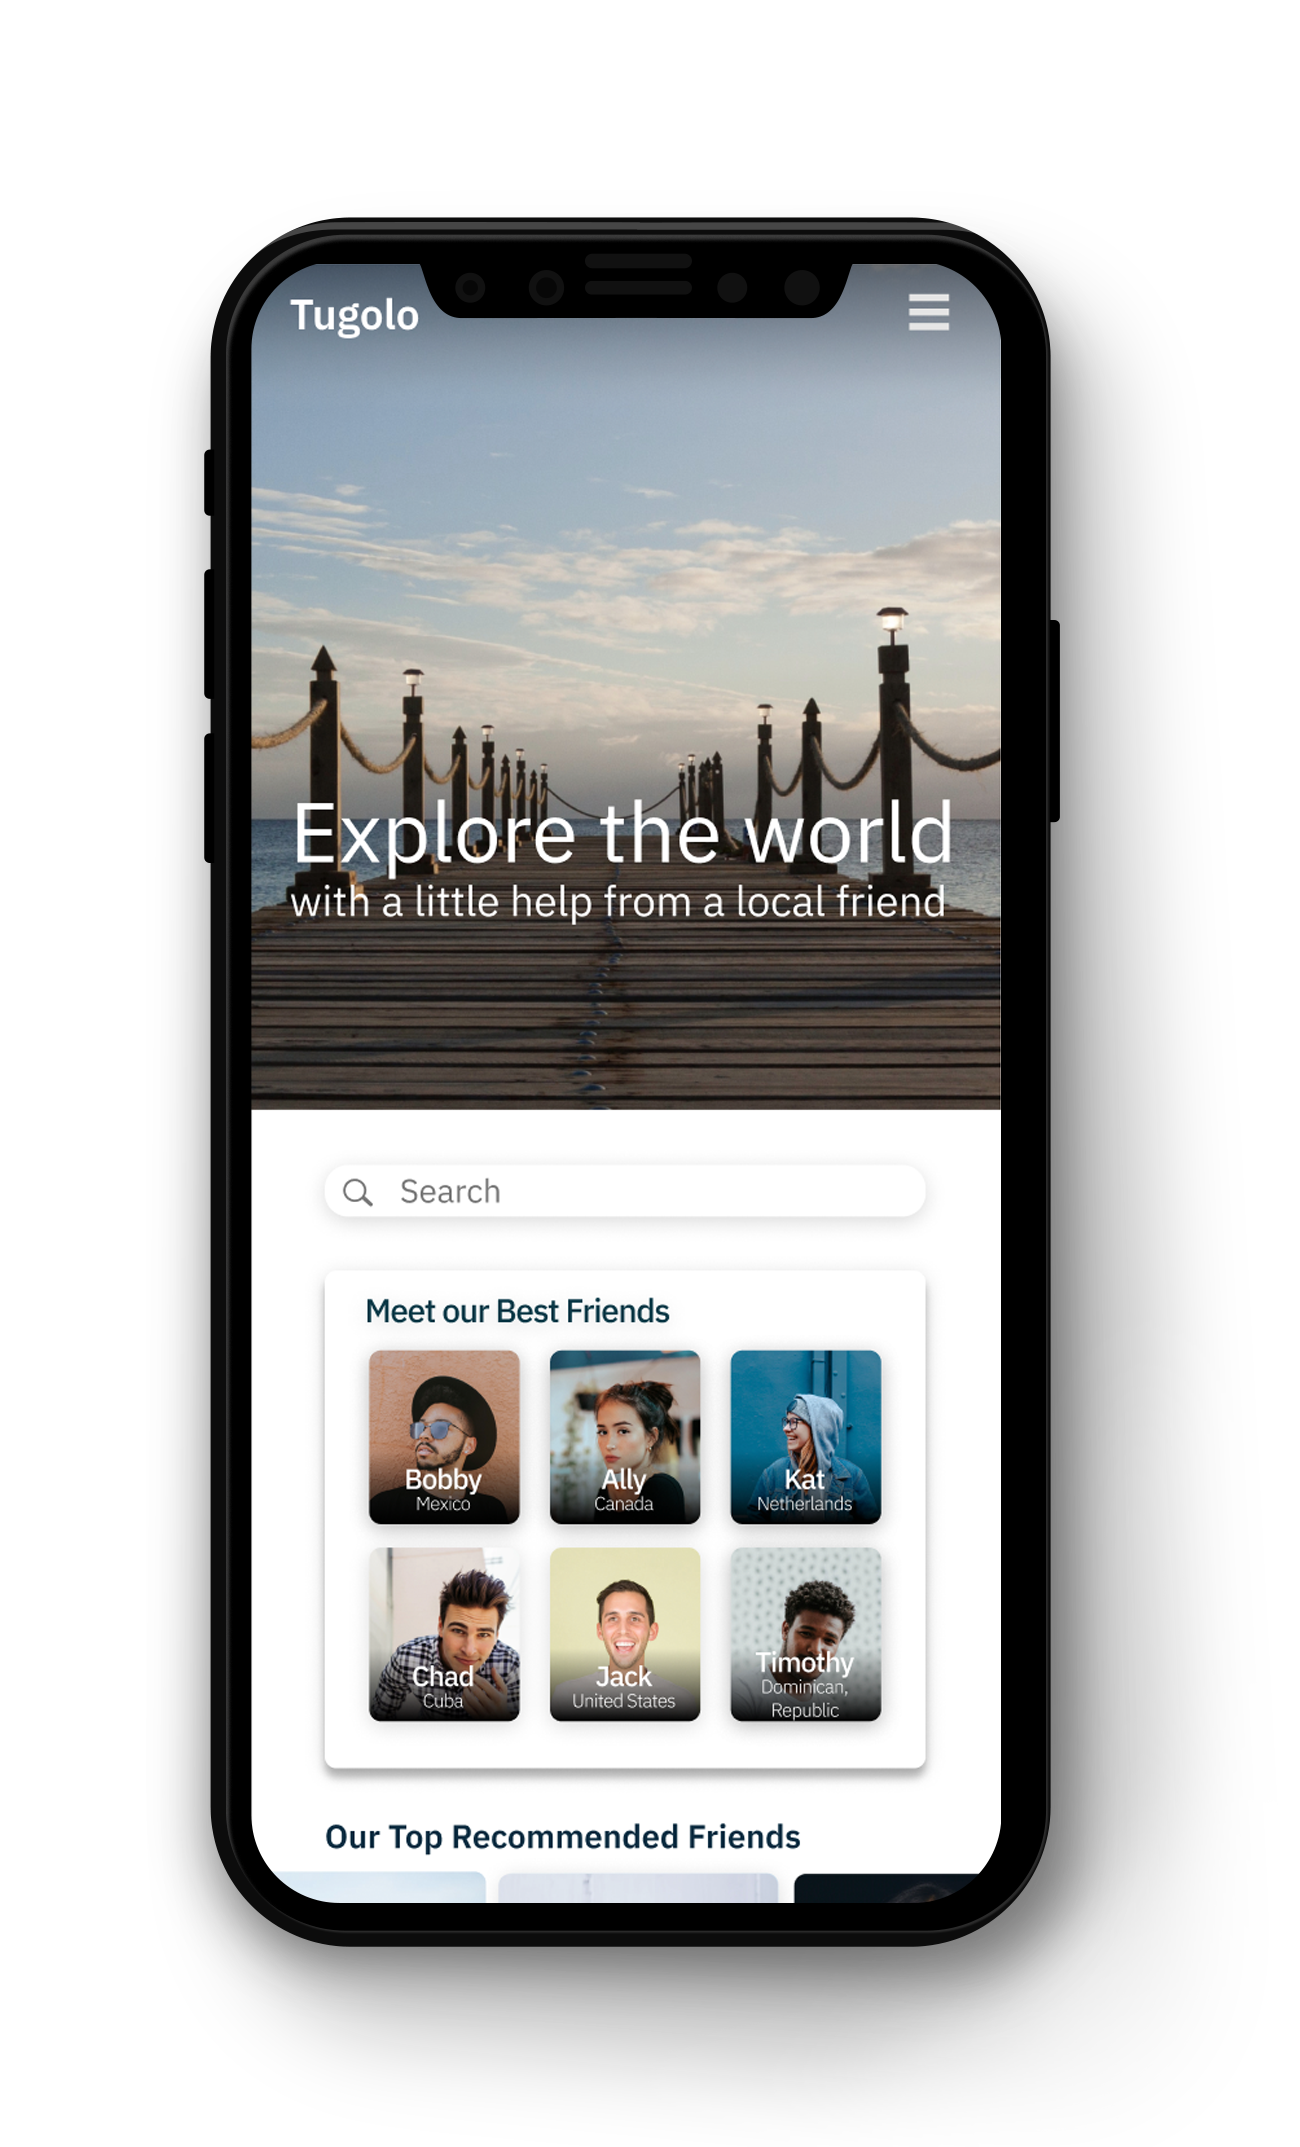 Tugolo
Explore the world
with a little help from a local friend
Search
Meet our Best Friends
Bobby
Mexico
Ally
Canada
Kat
Netherlands
Chad
Cuba
Jack
United States
Timothy
Dominican,
Republic
Our Top Recommended Friends